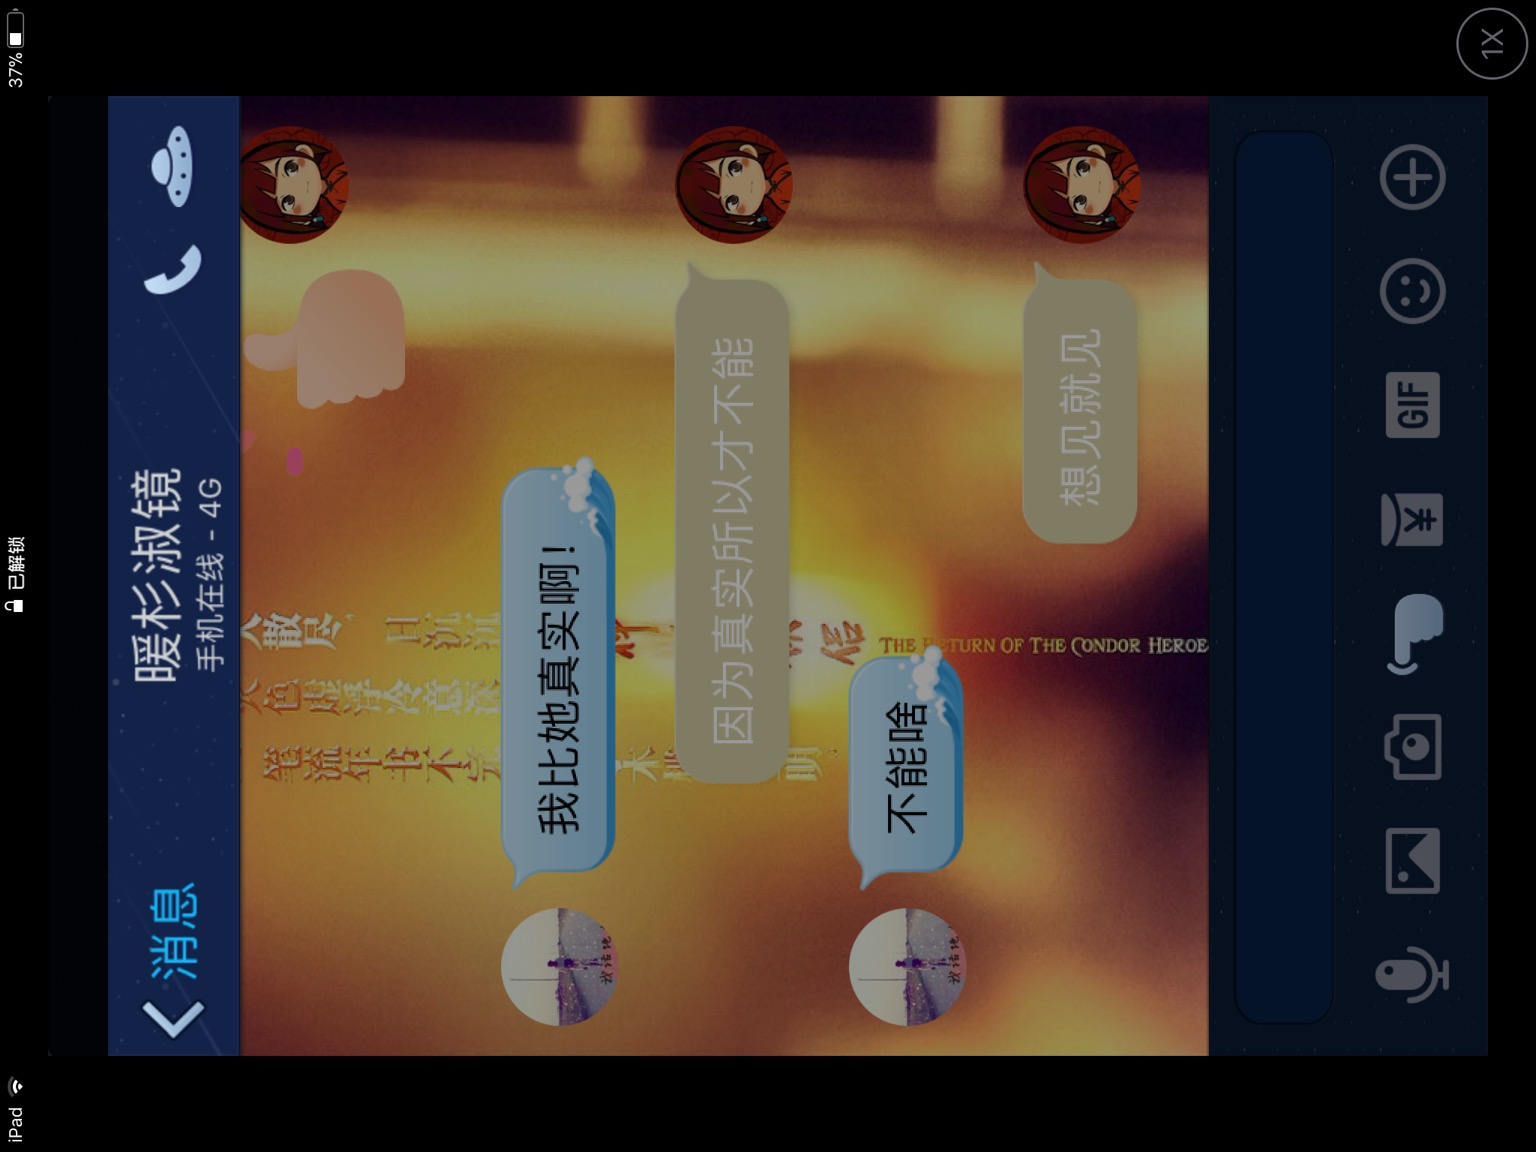 iPad
已解锁
37%
消息
暖杉淑镜
手机在线 - 4G
我比她真实啊!
因为真实所以才不能
不能啥
想见就见
THE RETURN OF THE CONDOR HEROE
GIF
1X